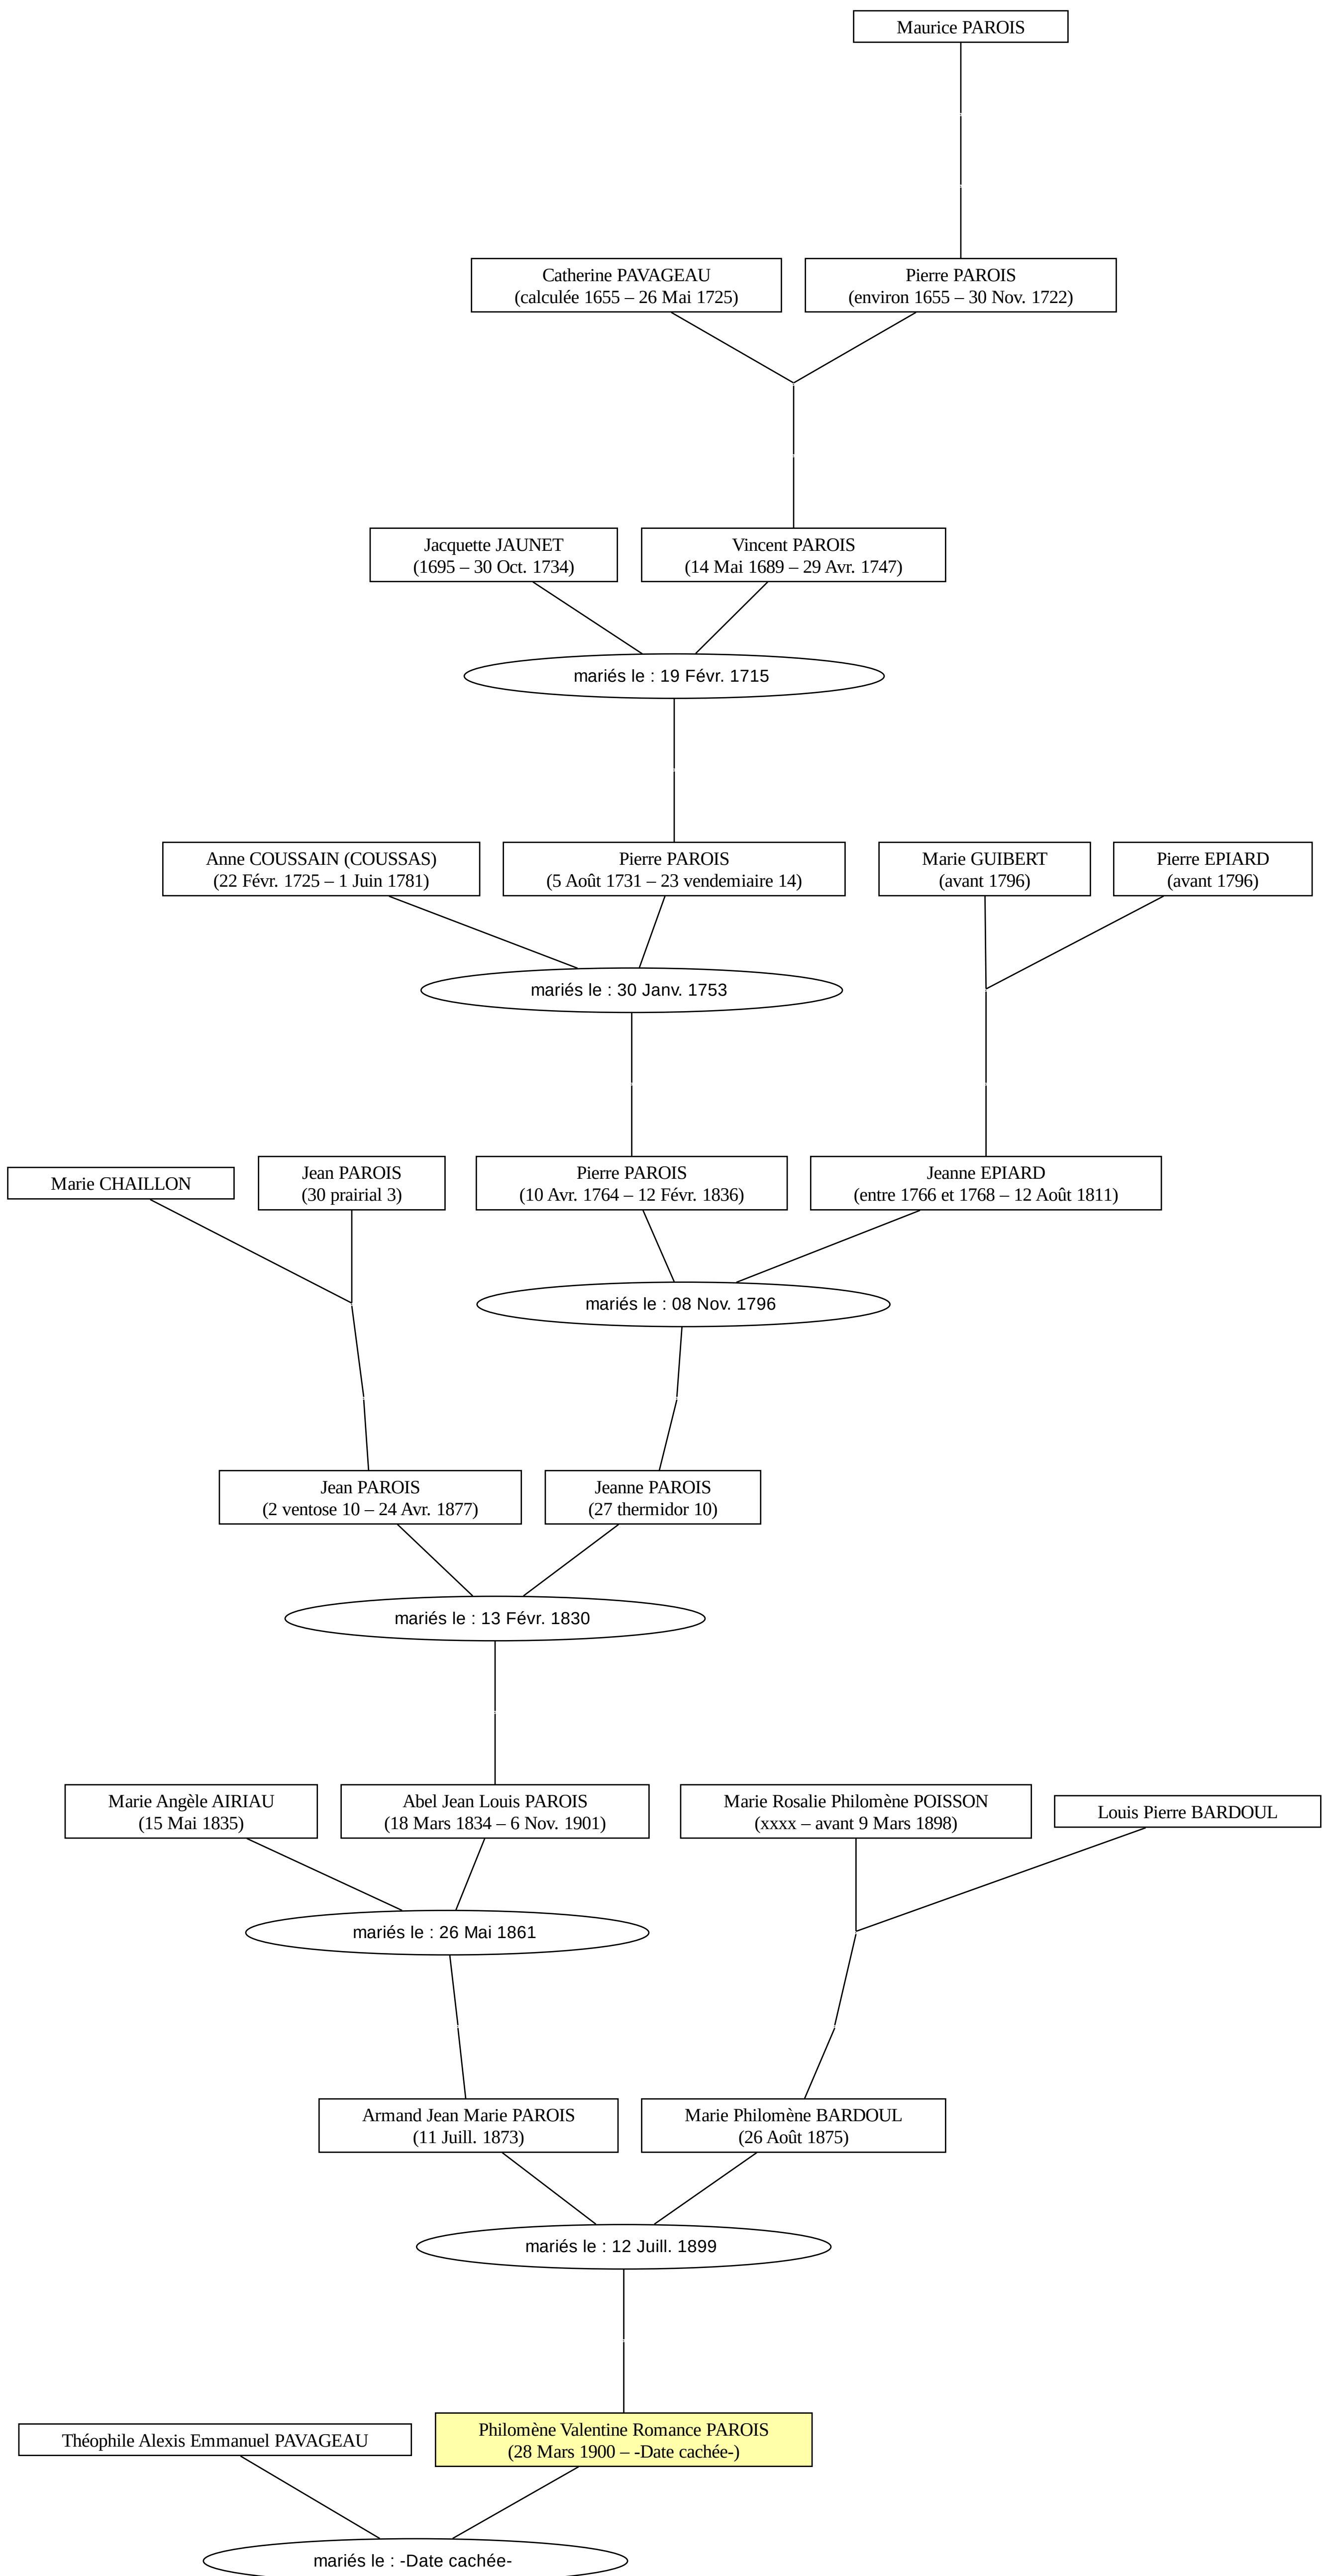 Maurice PAROIS
Catherine PAVAGEAU
(calculée 1655 – 26 Mai 1725)
Pierre PAROIS
(environ 1655 – 30 Nov. 1722)
Jacquette JAUNET
(1695 – 30 Oct. 1734)
Vincent PAROIS
(14 Mai 1689 – 29 Avr. 1747)
mariés le : 19 Févr. 1715
Anne COUSSAIN (COUSSAS)
(22 Févr. 1725 – 1 Juin 1781)
Pierre PAROIS
(5 Août 1731 – 23 vendemiaire 14)
Marie GUIBERT
(avant 1796)
Pierre EPIARD
(avant 1796)
mariés le : 30 Janv. 1753
Marie CHAILLON
Jean PAROIS
(30 prairial 3)
Pierre PAROIS
(10 Avr. 1764 – 12 Févr. 1836)
Jeanne EPIARD
(entre 1766 et 1768 – 12 Août 1811)
mariés le : 08 Nov. 1796
Jean PAROIS
(2 ventose 10 – 24 Avr. 1877)
Jeanne PAROIS
(27 thermidor 10)
mariés le : 13 Févr. 1830
Marie Angèle AIRIAU
(15 Mai 1835)
Abel Jean Louis PAROIS
(18 Mars 1834 – 6 Nov. 1901)
Marie Rosalie Philomène POISSON
(xxxx – avant 9 Mars 1898)
Louis Pierre BARDOUL
mariés le : 26 Mai 1861
Armand Jean Marie PAROIS
(11 Juill. 1873)
Marie Philomène BARDOUL
(26 Août 1875)
mariés le : 12 Juill. 1899
Théophile Alexis Emmanuel PAVAGEAU
Philomène Valentine Romance PAROIS
(28 Mars 1900 – -Date cachée-)
mariés le : -Date cachée-